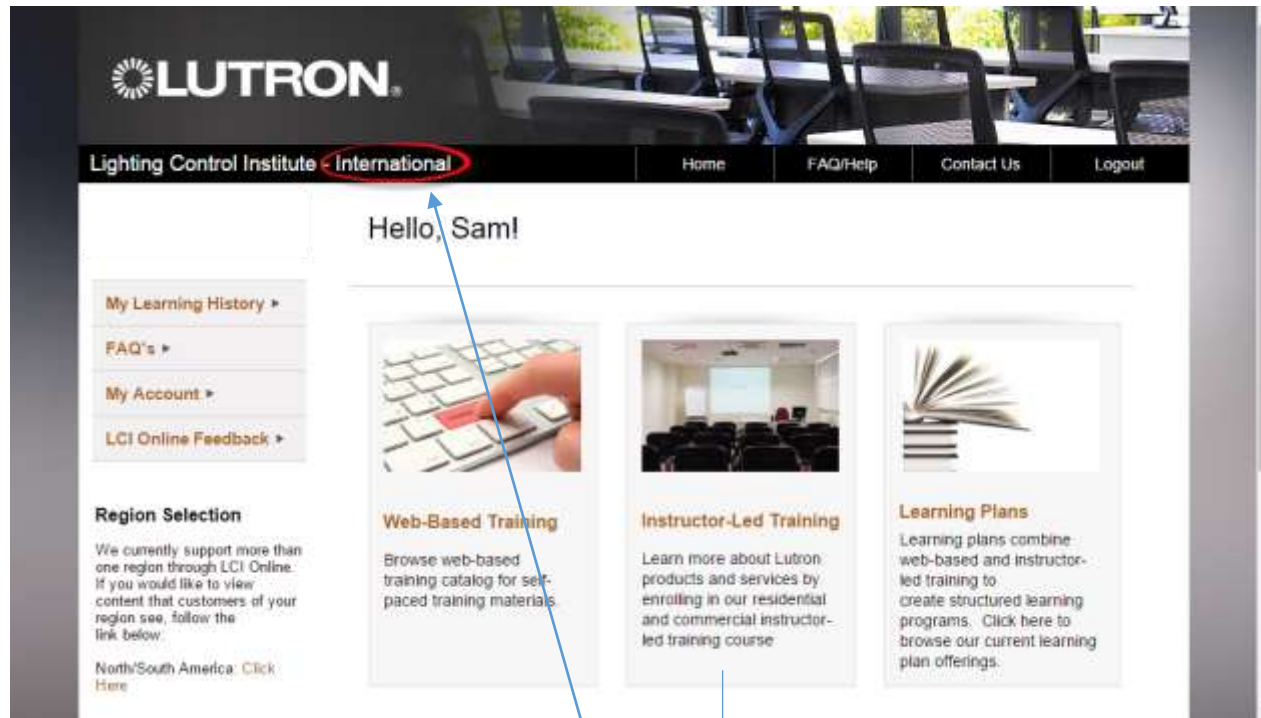 LUTRON®
Lighting Control Institute - International
Home
FAQ/Help
Contact Us
Logout
Hello, Sam!
My Learning History
FAQ's
My Account
LCI Online Feedback
Region Selection
We currently support more than
one region through LCI Online.
If you would like to view
content that customers of your
region see, follow the
link below:
North/South America: Click
Here
Web-Based Training
Browse web-based
training catalog for self-
paced training materials
Instructor-Led Training
Learn more about Lutron
products and services by
enrolling in our residential
and commercial instructor-
led training course
Learning Plans
Learning plans combine
web-based and instructor-
led training to
create structured learning
programs. Click here to
browse our current learning
plan offerings.